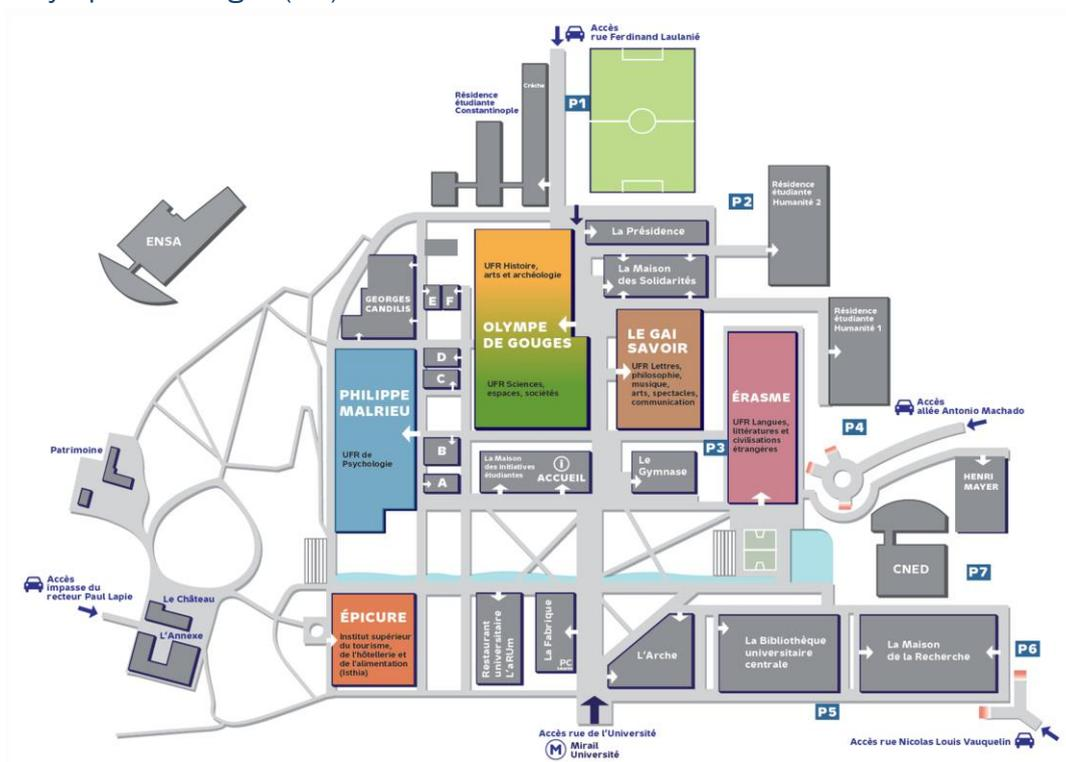 Accès
rue Ferdinand Laulanié
Crèche
P1
Résidence
étudiante
Constantinople
P2
Résidence
étudiante
Humanité 2
ENSA
La Présidence
UFR Histoire,
arts et archéologie
La Maison
des Solidarités
GEORGES
CANDILIS
E
F
OLYMPE
DE GOUGES
LE GAI
SAVOIR
Résidence
étudiante
Humanité 1
D
C
UFR Sciences,
espaces, sociétés
UFR Lettres,
philosophie,
musique,
arts, spectacles,
communication
PHILIPPE
MALRIEU
UFR
de Psychologie
ÉRASME
UFR Langues,
littératures et
civilisations
étrangères
Accès
allée Antonio Machado
P4
P3
B
A
Patrimoine
La Maison
des initiatives
étudiantes
i
ACCUEIL
Le
Gymnase
HENRI
MAYER
CNED
P7
Accès
impasse du
recteur Paul Lapie
Le Château
L'Annexe
ÉPICURE
Institut supérieur
du tourisme,
de l'hôtellerie et
de l'alimentation
(Isthia)
Restaurant
universitaire
L'aRUm
La Fabrique
PC
L'Arche
La Bibliothèque
universitaire
centrale
La Maison
de la Recherche
P6
P5
Accès rue de l'Université
M
Mirail
Université
Accès rue Nicolas Louis Vauquelin